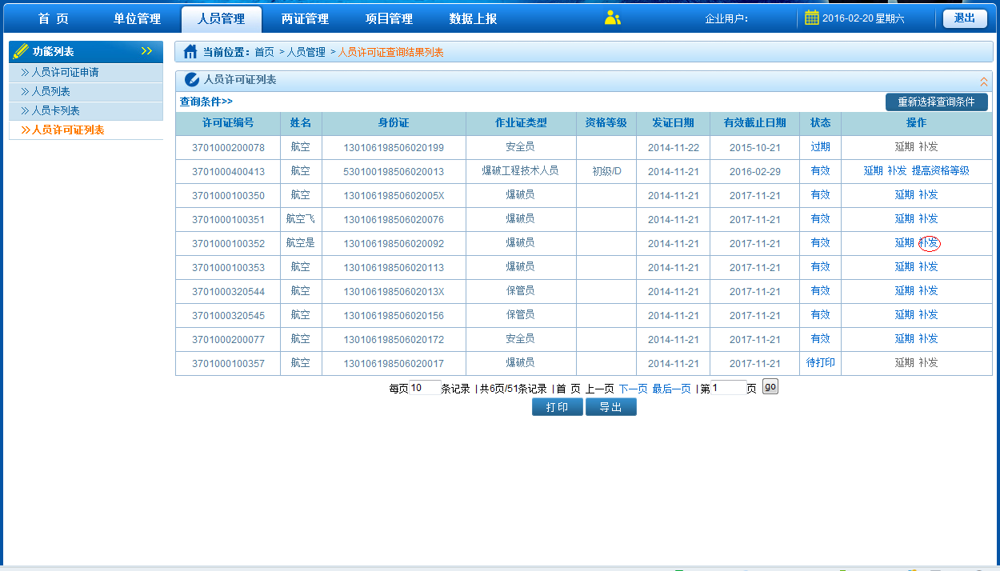 首 页 单位管理 人员管理 两证管理 项目管理 数据上报 企业用户: 2016-02-20 星期六 退出
功能列表 >>
>> 人员许可证申请
>> 人员列表
>> 人员卡列表
>> 人员许可证列表
当前位置: 首页 > 人员管理 > 人员许可证查询结果列表
人员许可证列表
查询条件>> 重新选择查询条件
许可证编号 姓名 身份证 作业证类型 资格等级 发证日期 有效截止日期 状态 操作
3701000200078 航空 130106198506020199 安全员 2014-11-22 2015-10-21 过期 延期 补发
3701000400413 航空 530100198506020013 爆破工程技术人员 初级/D 2014-11-21 2016-02-29 有效 延期 补发 提高资格等级
3701000100350 航空 13010619850602005X 爆破员 2014-11-21 2017-11-21 有效 延期 补发
3701000100351 航空飞 130106198506020076 爆破员 2014-11-21 2017-11-21 有效 延期 补发
3701000100352 航空是 130106198506020092 爆破员 2014-11-21 2017-11-21 有效 延期 补发
3701000100353 航空 130106198506020113 爆破员 2014-11-21 2017-11-21 有效 延期 补发
3701000320544 航空 13010619850602013X 保管员 2014-11-21 2017-11-21 有效 延期 补发
3701000320545 航空 130106198506020156 保管员 2014-11-21 2017-11-21 有效 延期 补发
3701000200077 航空 130106198506020172 安全员 2014-11-21 2017-11-21 有效 延期 补发
3701000100357 航空 130106198506020017 爆破员 2014-11-21 2017-11-21 待打印 延期 补发
每页 10 条记录 | 共6页/51条记录 | 首 页 上一页 下一页 最后一页 | 第 1 页 go
打 印 导 出